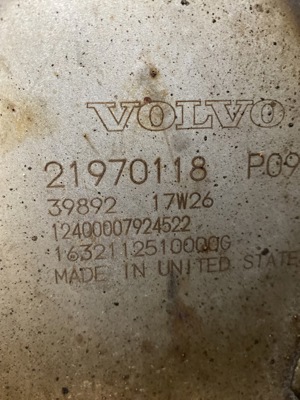 VOLVO
21970118 P09
39892 17W26
12400007924522
1632112510000G
MADE IN UNITED STATE